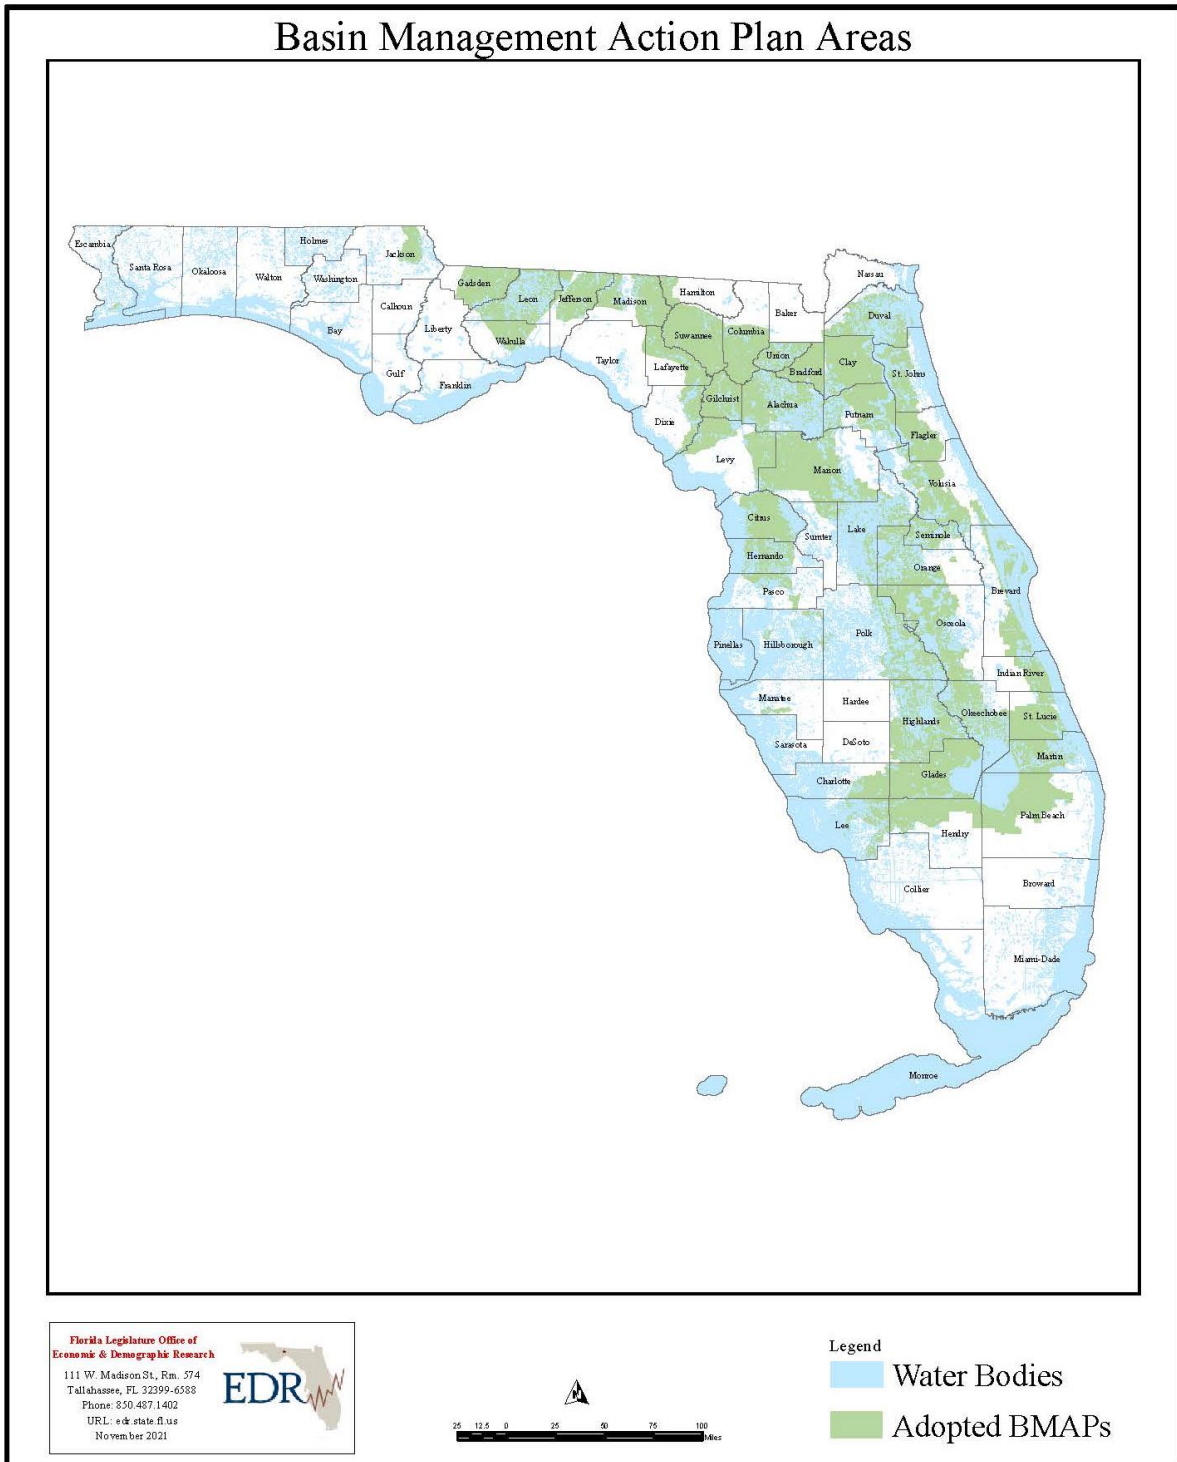 Basin Management Action Plan Areas
Escambia
Santa Rosa
Okaloosa
Walton
Holmes
Washington
Jackson
Bay
Calhoun
Gulf
Liberty
Franklin
Gadsden
Leon
Wakulla
Jefferson
Madison
Taylor
Hamilton
Suwannee
Lafayette
Dixie
Columbia
Baker
Nassau
Duval
Union
Bradford
Clay
St. Johns
Gilchrist
Alachua
Putnam
Flagler
Levy
Marion
Volusia
Citrus
Sumter
Lake
Seminole
Hernando
Orange
Pasco
Brevard
Osceola
Pinellas
Hillsborough
Polk
Indian River
Manatee
Hardee
Highlands
Okeechobee
St. Lucie
Sarasota
DeSoto
Martin
Charlotte
Glades
Lee
Hendry
Palm Beach
Collier
Broward
Miami-Dade
Monroe
Florida Legislature Office of
Economic & Demographic Research
111 W. Madison St., Rm. 574
Tallahassee, FL 32399-6588
Phone: 850.487.1402
URL: edr.state.fl.us
November 2021
EDR
N
25 12.5 0 25 50 75 100
Miles
Legend
Water Bodies
Adopted BMAPs